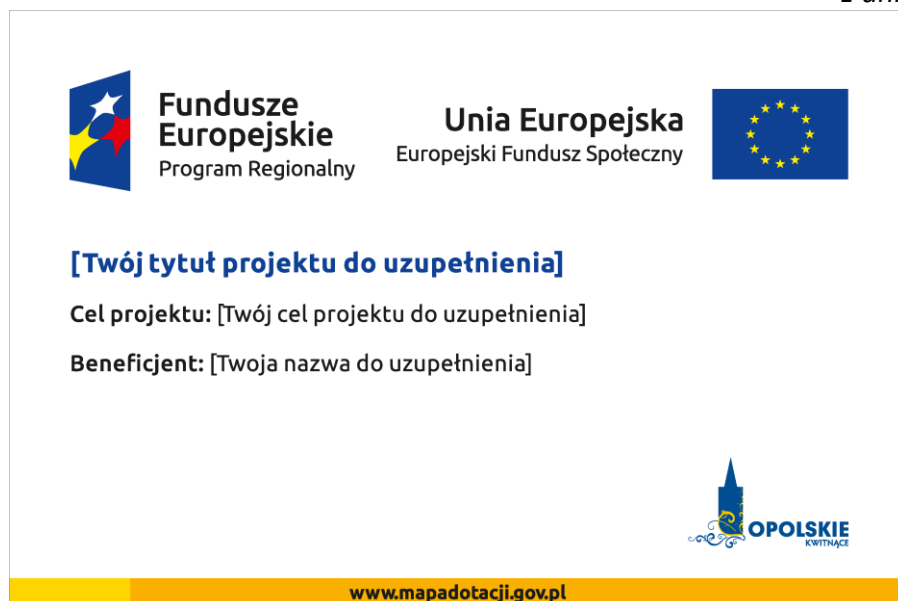 Fundusze
Europejskie
Program Regionalny
Unia Europejska
Europejski Fundusz Społeczny
[Twój tytuł projektu do uzupełnienia]
Cel projektu: [Twój cel projektu do uzupełnienia]
Beneficjent: [Twoja nazwa do uzupełnienia]
OPOLSKIE
KWITNĄCE
www.mapadotacji.gov.pl